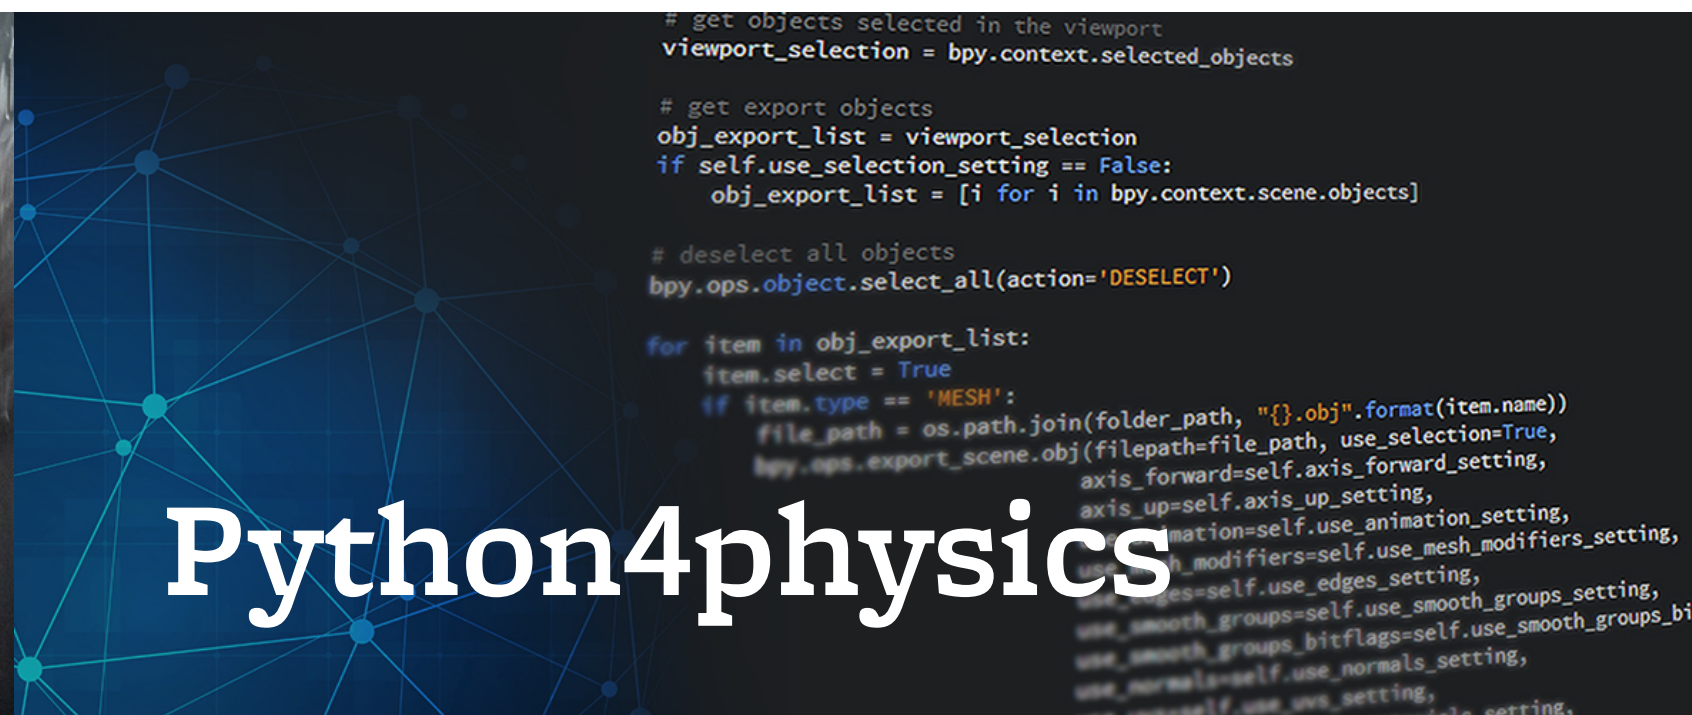 # get objects selected in the viewport
viewport_selection = bpy.context.selected_objects
# get export objects
obj_export_list = viewport_selection
if self.use_selection_setting == False:
obj_export_list = [i for i in bpy.context.scene.objects]
# deselect all objects
bpy.ops.object.select_all(action='DESELECT')
for item in obj_export_list:
item.select = True
if item.type == 'MESH':
file_path = os.path.join(folder_path, "{}.obj".format(item.name))
bpy.ops.export_scene.obj(filepath=file_path, use_selection=True,
axis_forward=self.axis_forward_setting,
axis_up=self.axis_up_setting,
=self.use_animation_setting,
=self.use_mesh_modifiers_setting,
=self.use_edges_setting,
use_smooth_groups=self.use_smooth_groups_setting,
use_smooth_groups_bitflags=self.use_smooth_groups_bi
use_normals=self.use_normals_setting,
=self.use_uvs_setting,
Python4physics